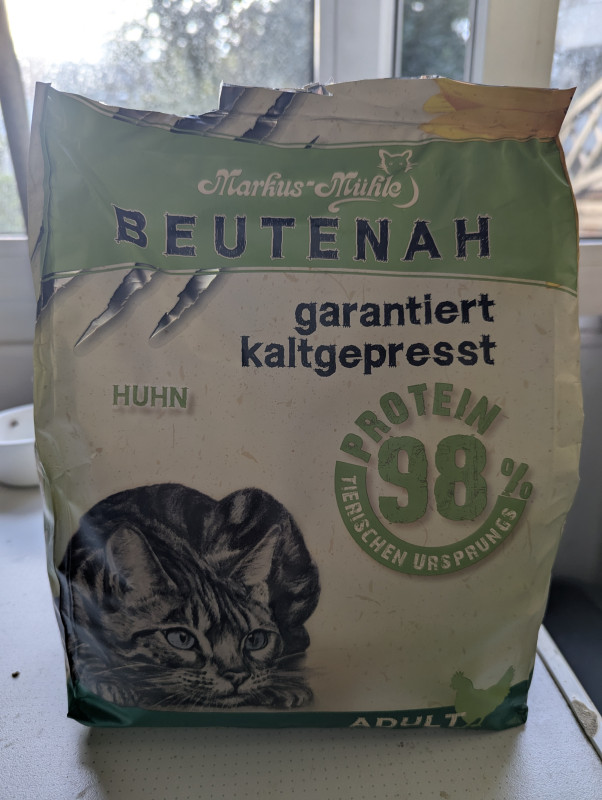 Markus-Mühle
BEUTENAH
garantiert
kaltgepresst
HUHN
PROTEIN
98%
TIERISCHEN URSPRUNGS
ADULT